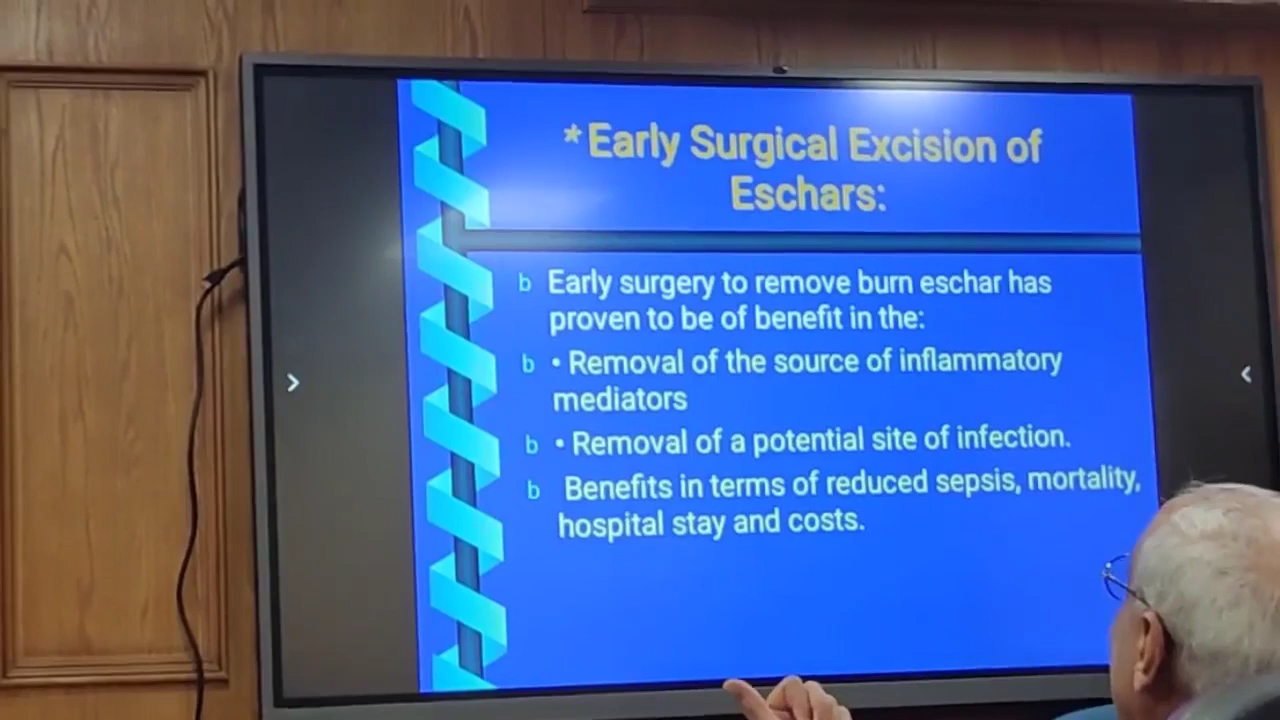 *Early Surgical Excision of
Eschars:
b Early surgery to remove burn eschar has
proven to be of benefit in the:
b • Removal of the source of inflammatory
mediators
b • Removal of a potential site of infection.
b Benefits in terms of reduced sepsis, mortality,
hospital stay and costs.